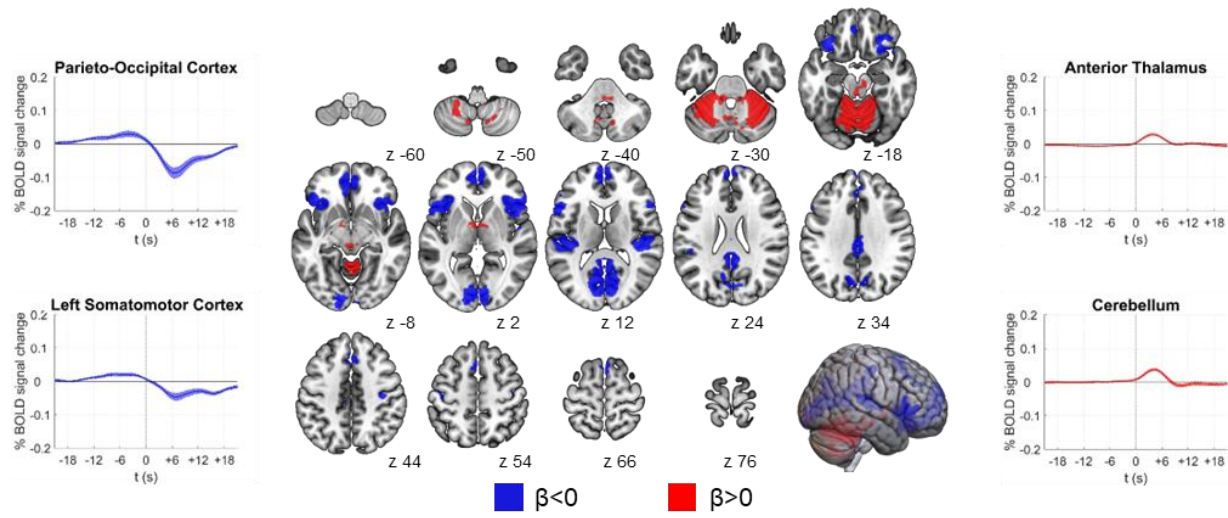 Parieto-Occipital Cortex
% BOLD signal change
0.2
0.1
0
-0.1
-0.2
-18 -12 -6 0 +6 +12 +18
t (s)
Left Somatomotor Cortex
% BOLD signal change
0.2
0.1
0
-0.1
-0.2
-18 -12 -6 0 +6 +12 +18
t (s)
z -60
z -50
z -40
z -30
z -18
z -8
z 2
z 12
z 24
z 34
z 44
z 54
z 66
z 76
β<0
β>0
Anterior Thalamus
% BOLD signal change
0.2
0.1
0
-0.1
-0.2
-18 -12 -6 0 +6 +12 +18
t (s)
Cerebellum
% BOLD signal change
0.2
0.1
0
-0.1
-0.2
-18 -12 -6 0 +6 +12 +18
t (s)